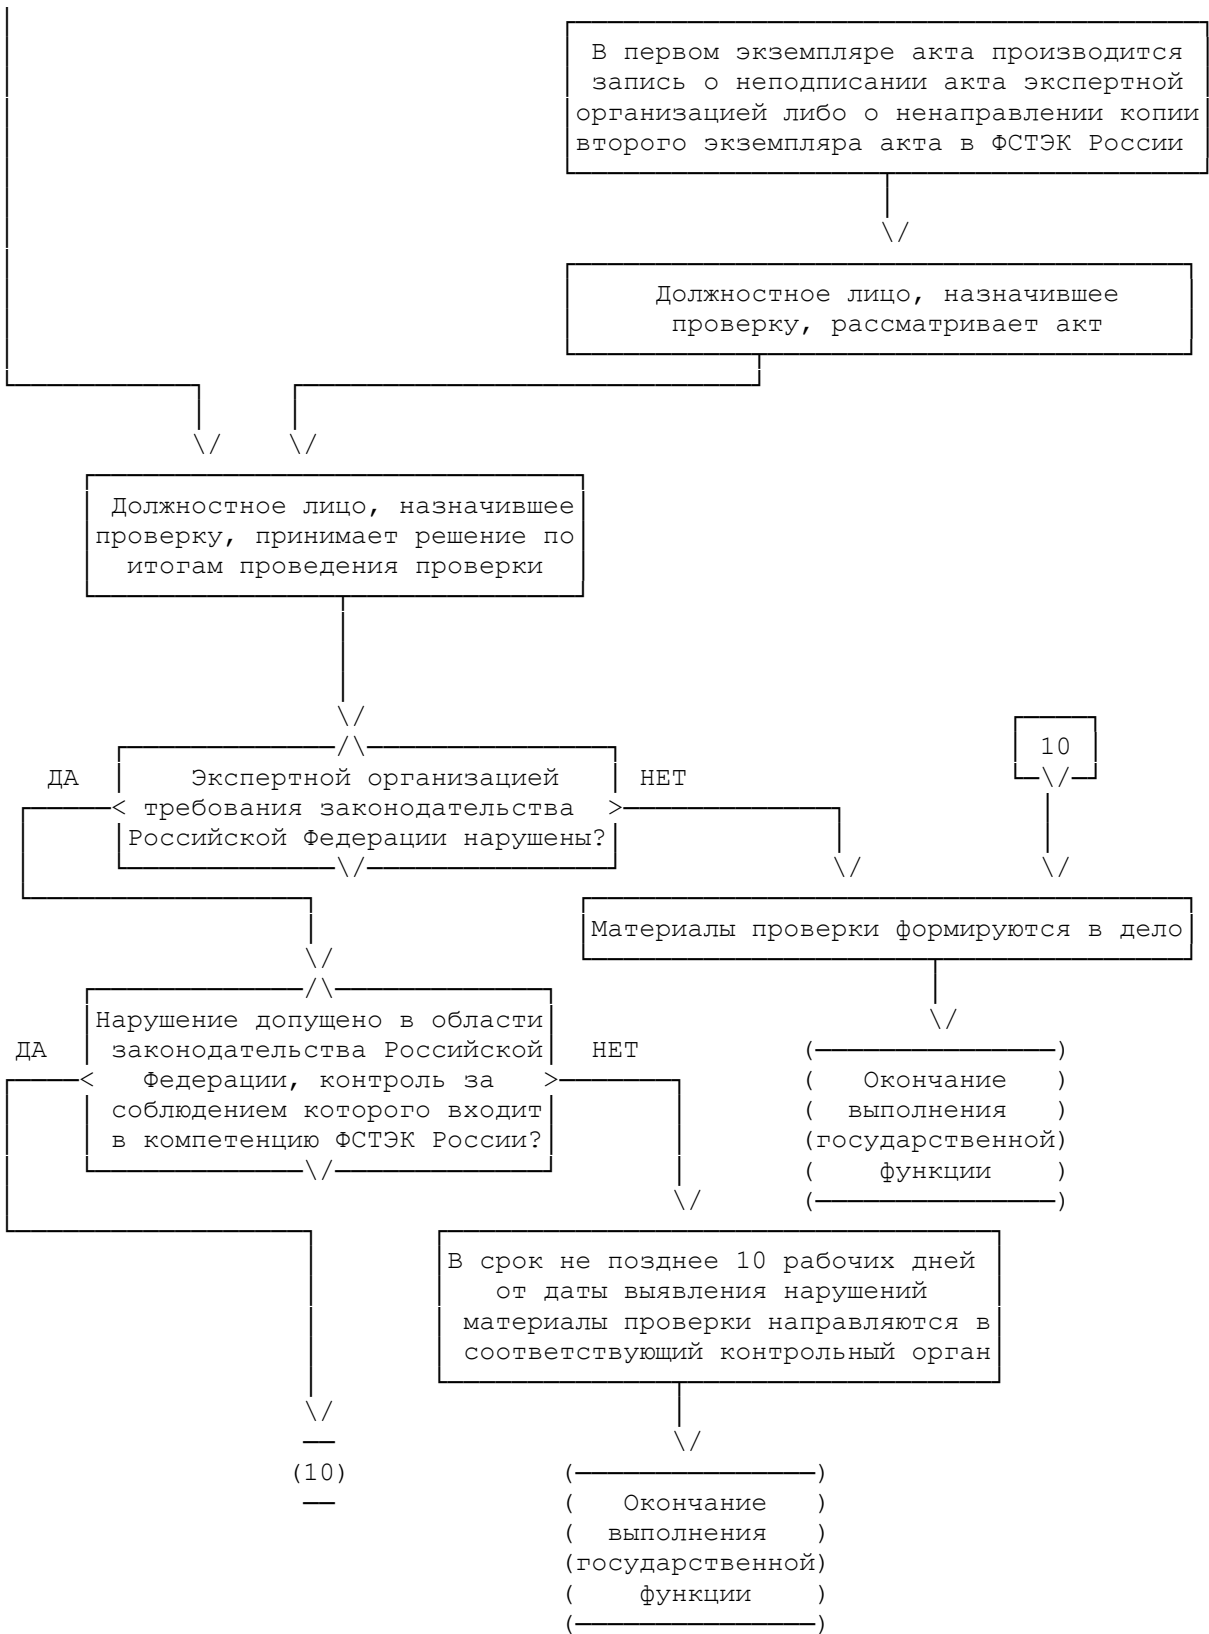 В первом экземпляре акта производится
запись о неподписании акта экспертной
организацией либо о ненаправлении копии
второго экземпляра акта в ФСТЭК России
Должностное лицо, назначившее
проверку, рассматривает акт
Должностное лицо, назначившее
проверку, принимает решение по
итогам проведения проверки
10
ДА
Экспертной организацией
требования законодательства
Российской Федерации нарушены?
НЕТ
Материалы проверки формируются в дело
ДА
Нарушение допущено в области
законодательства Российской
Федерации, контроль за
соблюдением которого входит
в компетенцию ФСТЭК России?
НЕТ
Окончание
выполнения
государственной
функции
В срок не позднее 10 рабочих дней
от даты выявления нарушений
материалы проверки направляются в
соответствующий контрольный орган
(10)
Окончание
выполнения
государственной
функции